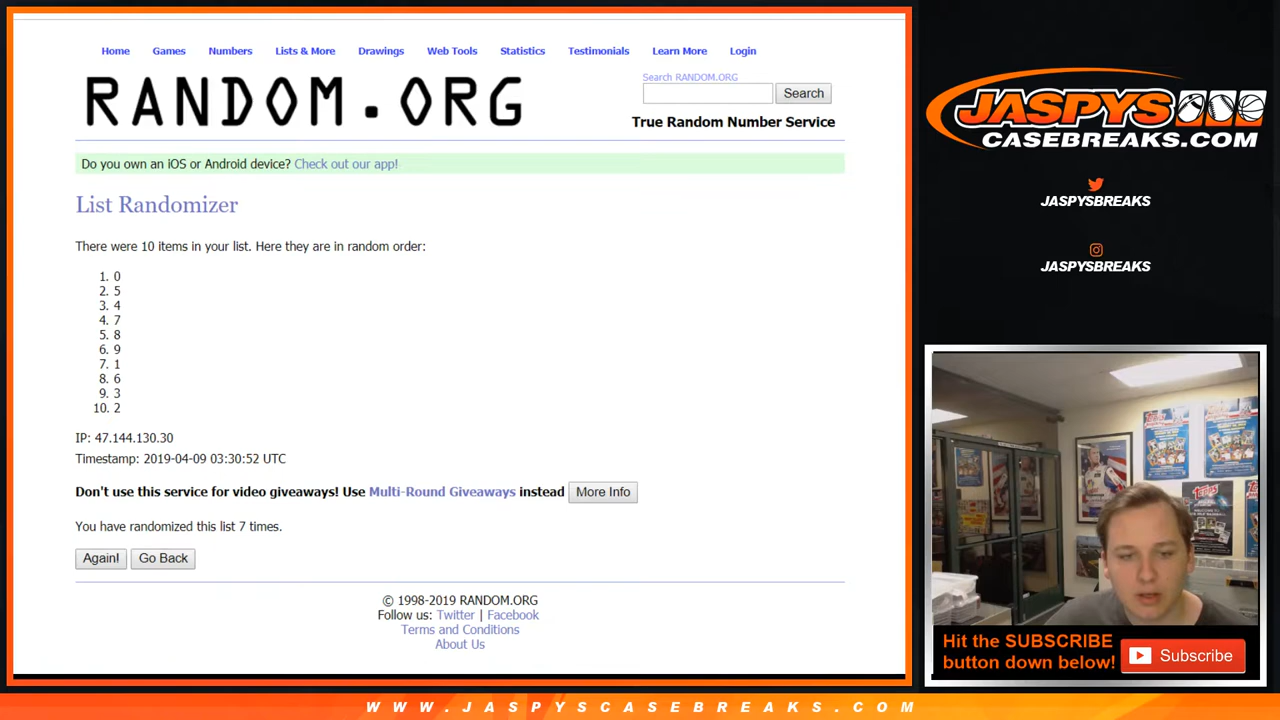 Home Games Numbers Lists & More Drawings Web Tools Statistics Testimonials Learn More Login
RANDOM.ORG
Search RANDOM.ORG
Search
True Random Number Service
Do you own an iOS or Android device? Check out our app!
List Randomizer
There were 10 items in your list. Here they are in random order:
1. 0
2. 5
3. 4
4. 7
5. 8
6. 9
7. 1
8. 6
9. 3
10. 2
IP: 47.144.130.30
Timestamp: 2019-04-09 03:30:52 UTC
Don't use this service for video giveaways! Use Multi-Round Giveaways instead More Info
You have randomized this list 7 times.
Again! Go Back
© 1998-2019 RANDOM.ORG
Follow us: Twitter | Facebook
Terms and Conditions
About Us
JASPYS
CASEBREAKS.COM
JASPYSBREAKS
JASPYSBREAKS
TOPPS
Hit the SUBSCRIBE
button down below!
Subscribe
WWW.JASPYSCASEBREAKS.COM